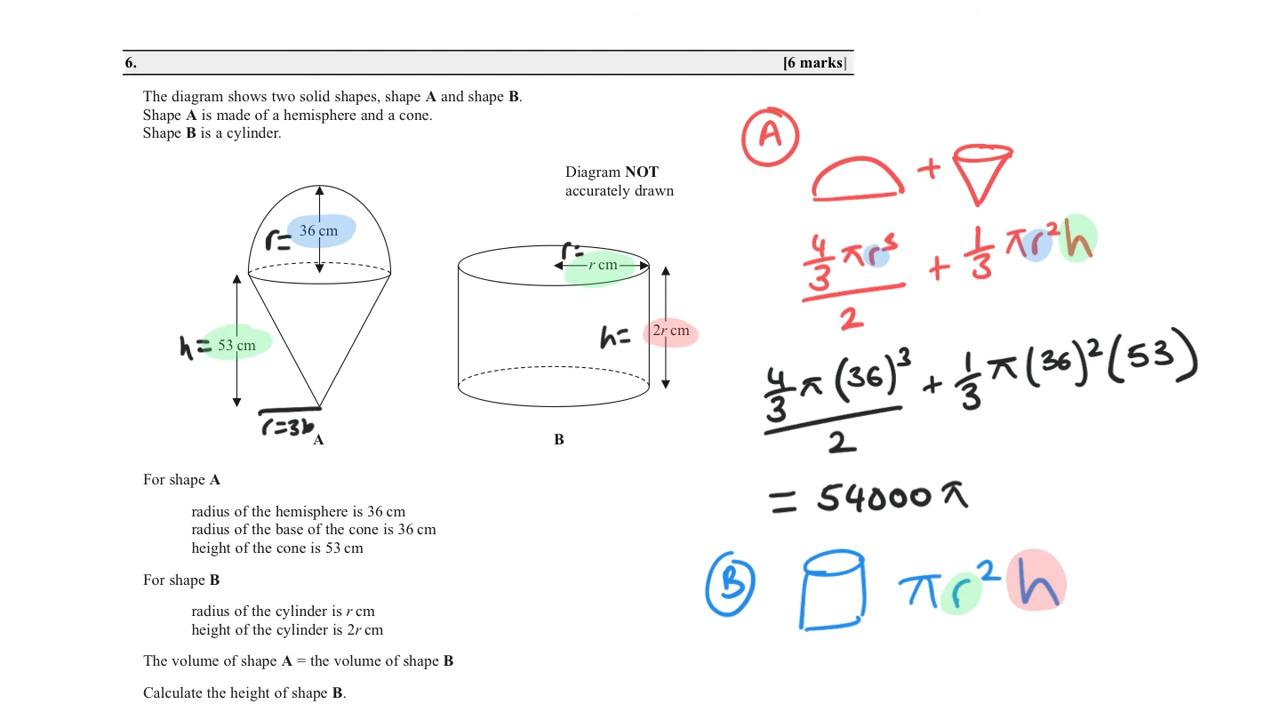 6. [6 marks]
The diagram shows two solid shapes, shape A and shape B.
Shape A is made of a hemisphere and a cone.
Shape B is a cylinder.
Diagram NOT
accurately drawn
r= 36 cm
h= 53 cm
r=36
A
r= r cm
h= 2r cm
B
For shape A
radius of the hemisphere is 36 cm
radius of the base of the cone is 36 cm
height of the cone is 53 cm
For shape B
radius of the cylinder is r cm
height of the cylinder is 2r cm
The volume of shape A = the volume of shape B
Calculate the height of shape B.
A
+
4/3 πr³ / 2 + 1/3 πr²h
4/3 π(36)³ / 2 + 1/3 π(36)²(53)
= 54000π
B πr²h